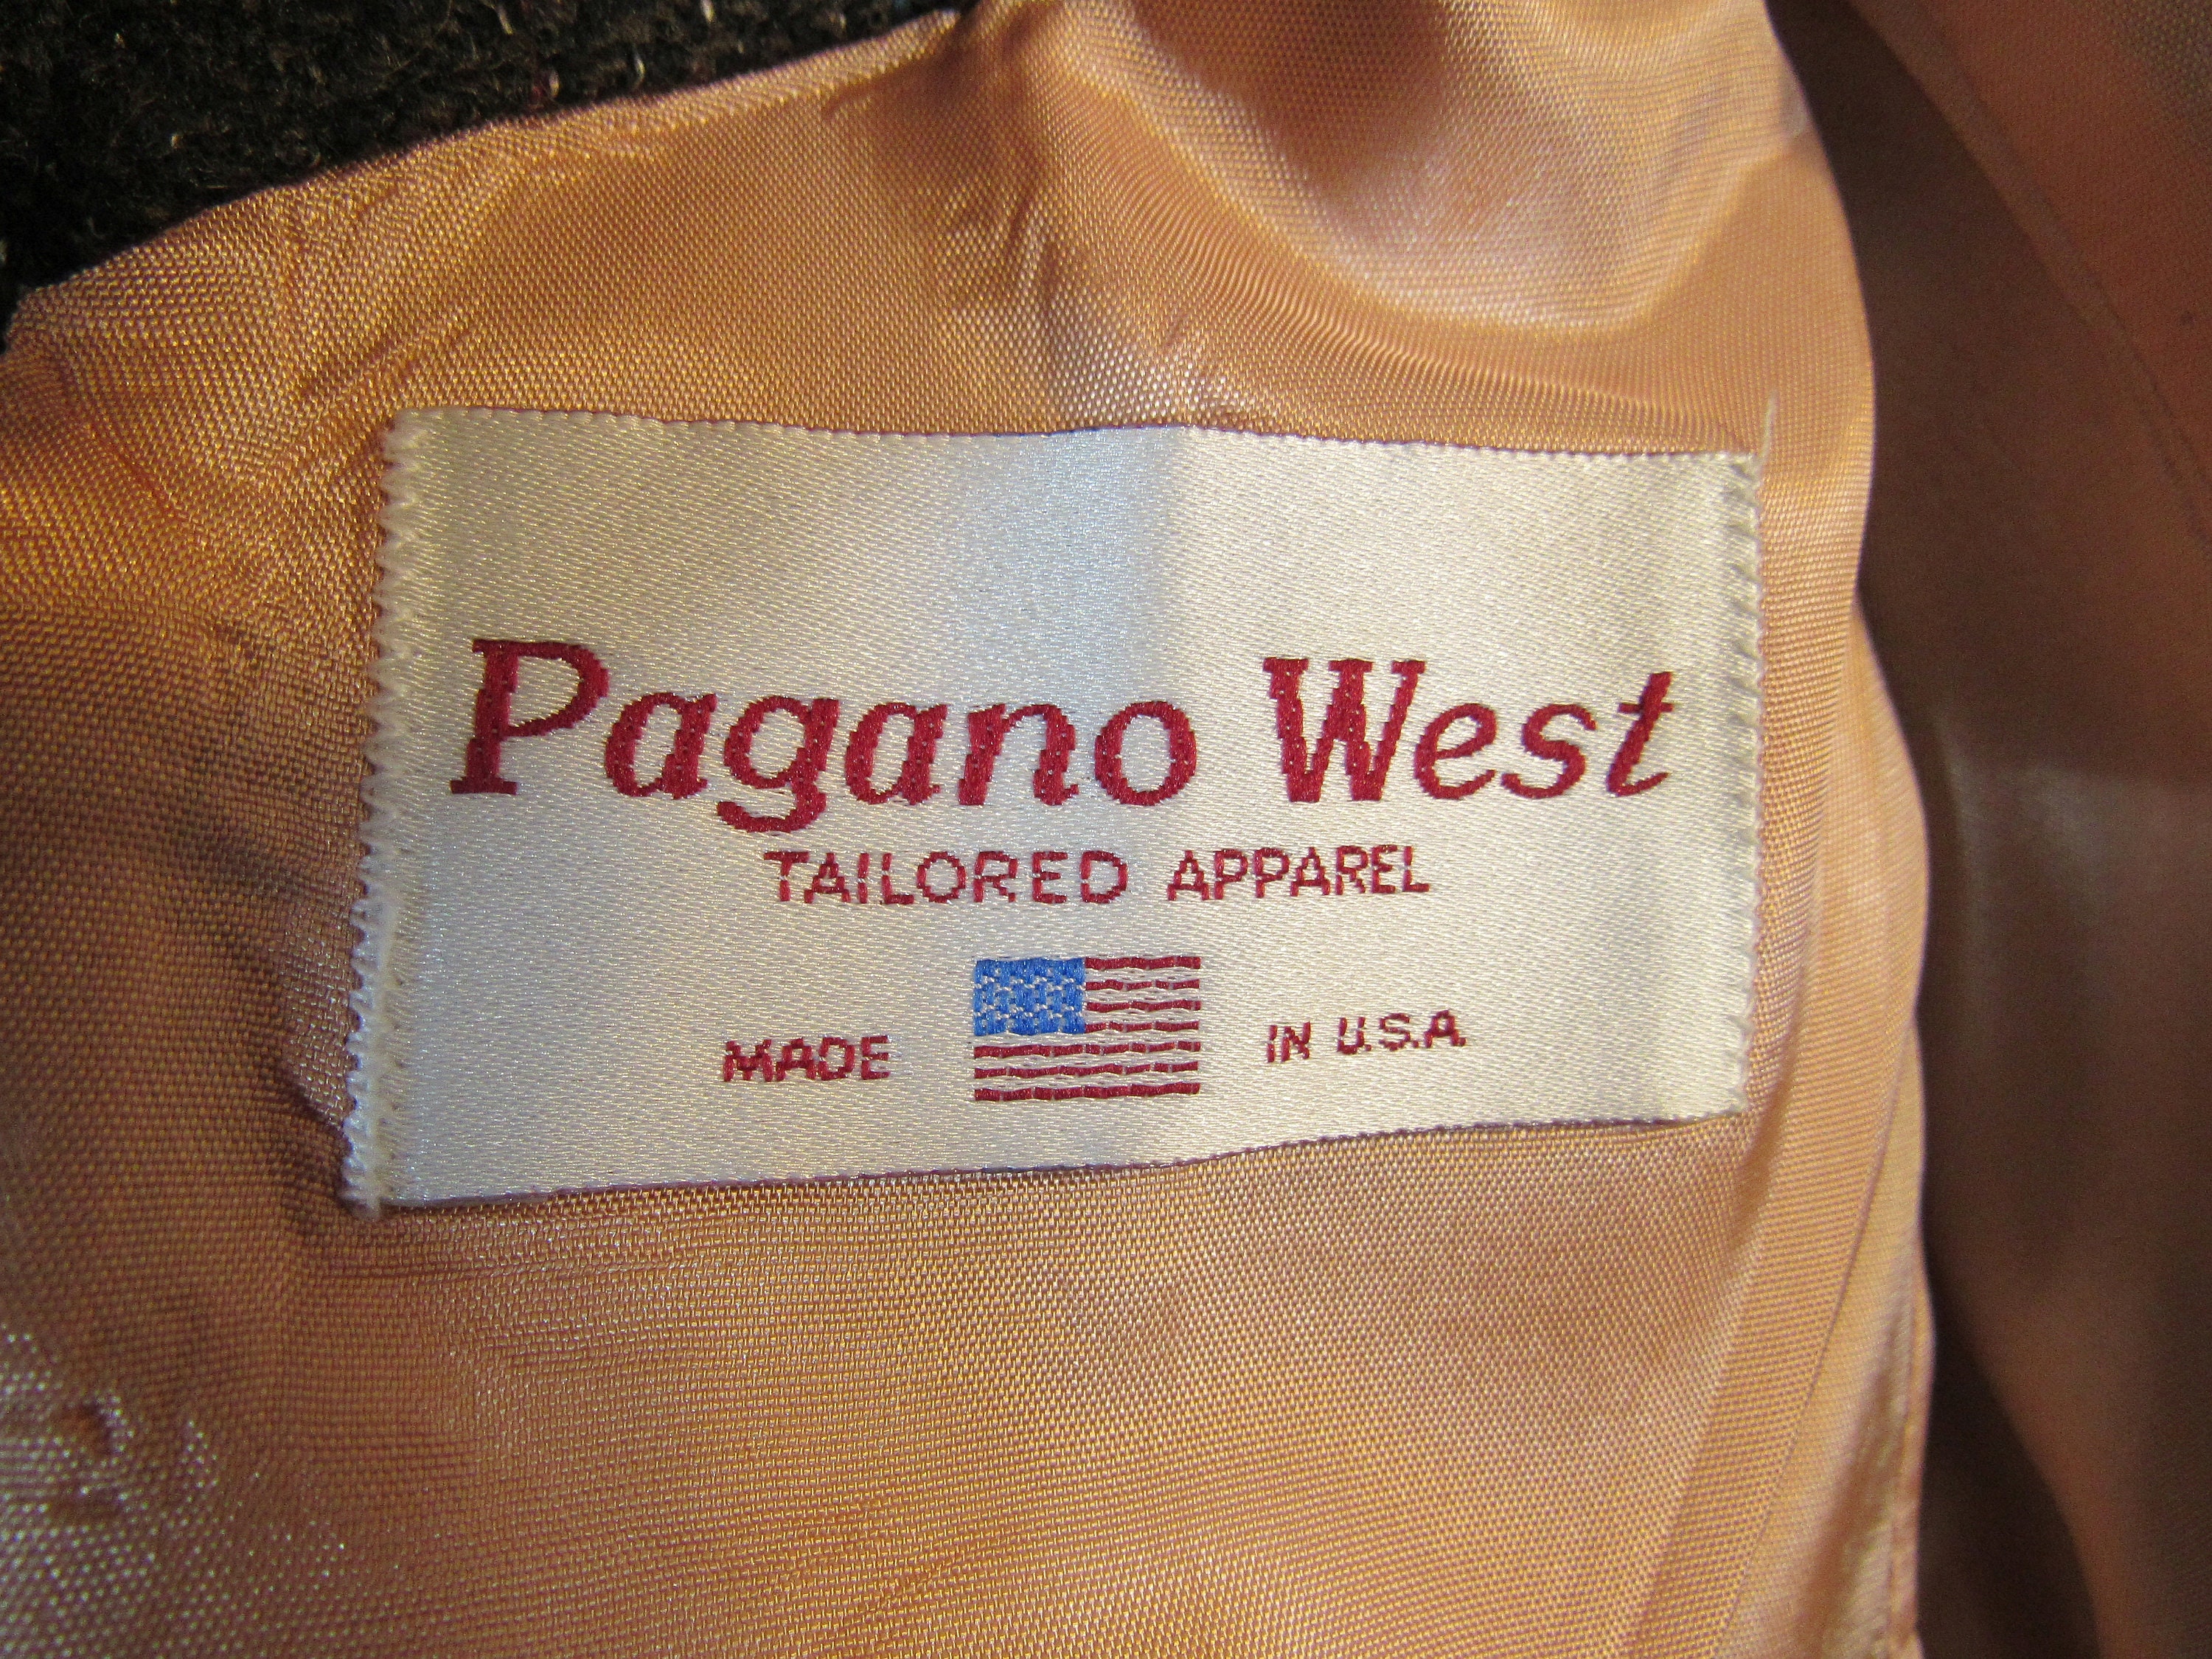 Pagano West
TAILORED APPAREL
MADE IN U.S.A.